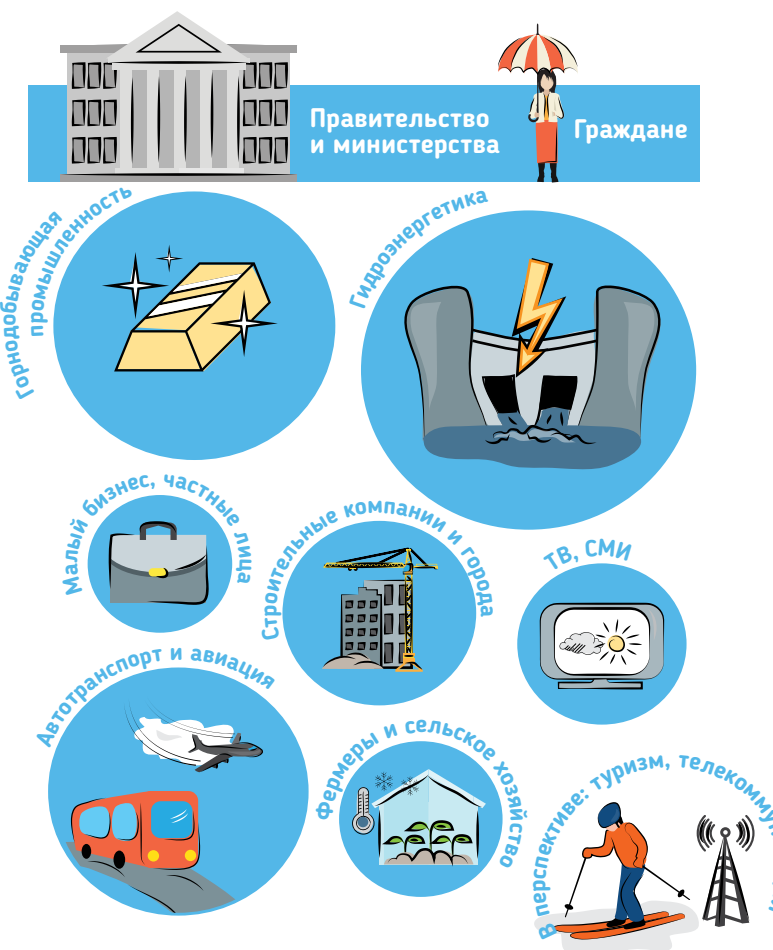 Правительство
и министерства
Граждане
Горнодобывающая
промышленность
Гидроэнергетика
Малый бизнес, частные лица
Строительные компании и города
ТВ, СМИ
Автотранспорт и авиация
Фермеры и сельское хозяйство
В перспективе: туризм,